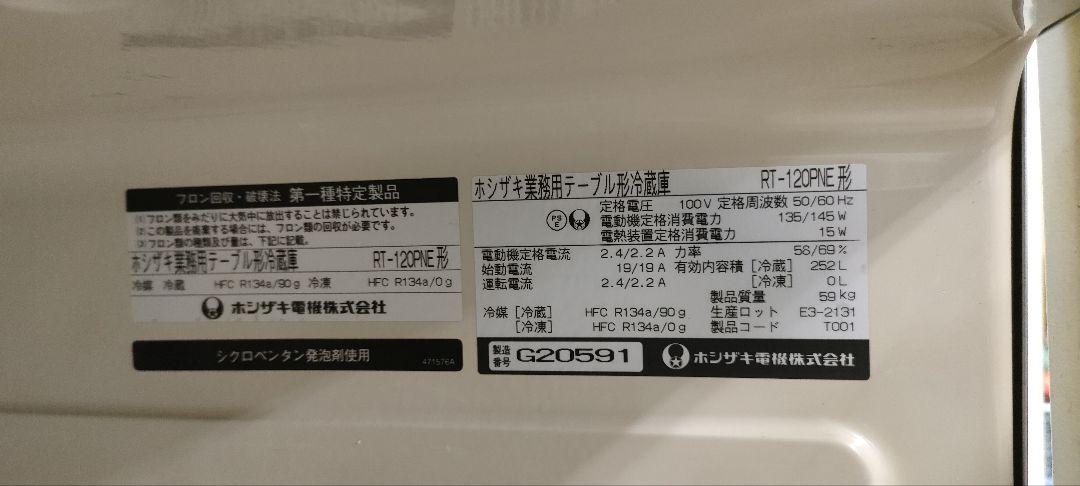 フロン回収・破壊法 第一種特定製品
(1)フロン類をみだりに大気中に放出することは禁じられています。
(2)この製品を廃棄する場合には、フロン類の回収が必要です。
(3)フロン類の種類及び量は、下記に記載。
ホシザキ業務用テーブル形冷蔵庫 RT-120PNE形
冷媒 冷蔵 HFC R134a/90g 冷凍 HFC R134a/0g
ホシザキ電機株式会社
シクロペンタン発泡剤使用 471576A
ホシザキ業務用テーブル形冷蔵庫 RT-120PNE形
PS E
定格電圧 100V 定格周波数 50/60Hz
電動機定格消費電力 135/145W
電熱装置定格消費電力 15W
電動機定格電流 2.4/2.2A 力率 58/69%
始動電流 19/19A 有効内容積 [冷蔵] 252L
運転電流 2.4/2.2A [冷凍] 0L
製品質量 59kg
冷媒 [冷蔵] HFC R134a/90g 生産ロット E3-2131
[冷凍] HFC R134a/0g 製品コード T001
製造番号 G20591 ホシザキ電機株式会社